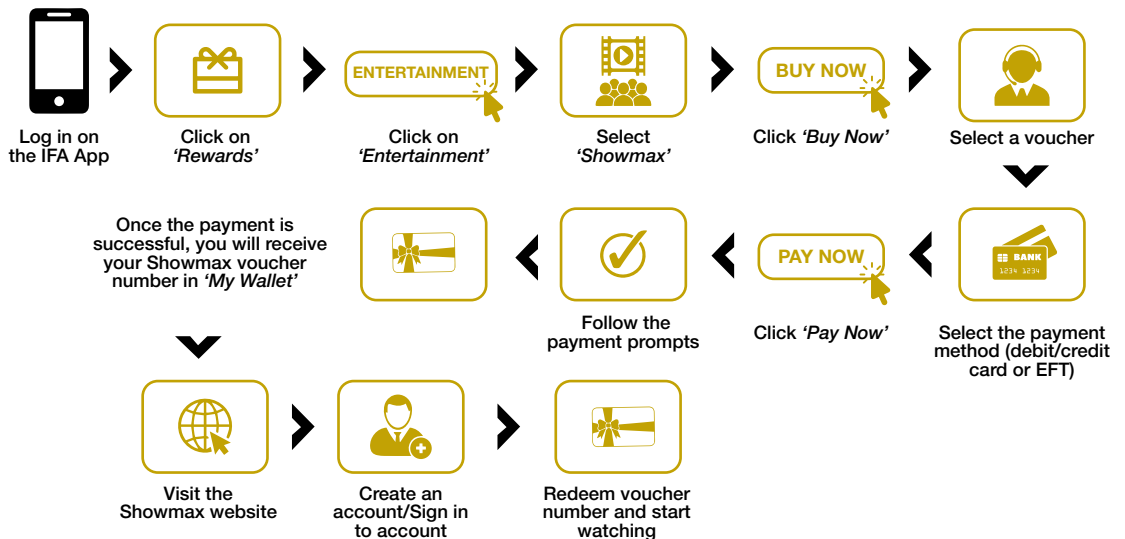 Log in on
the IFA App
Click on
'Rewards'
ENTERTAINMENT
Click on
'Entertainment'
Select
'Showmax'
BUY NOW
Click 'Buy Now'
Select a voucher
BANK
1234 1234
Select the payment
method (debit/credit
card or EFT)
PAY NOW
Click 'Pay Now'
Follow the
payment prompts
Once the payment is
successful, you will receive
your Showmax voucher
number in 'My Wallet'
Visit the
Showmax website
Create an
account/Sign in
to account
Redeem voucher
number and start
watching